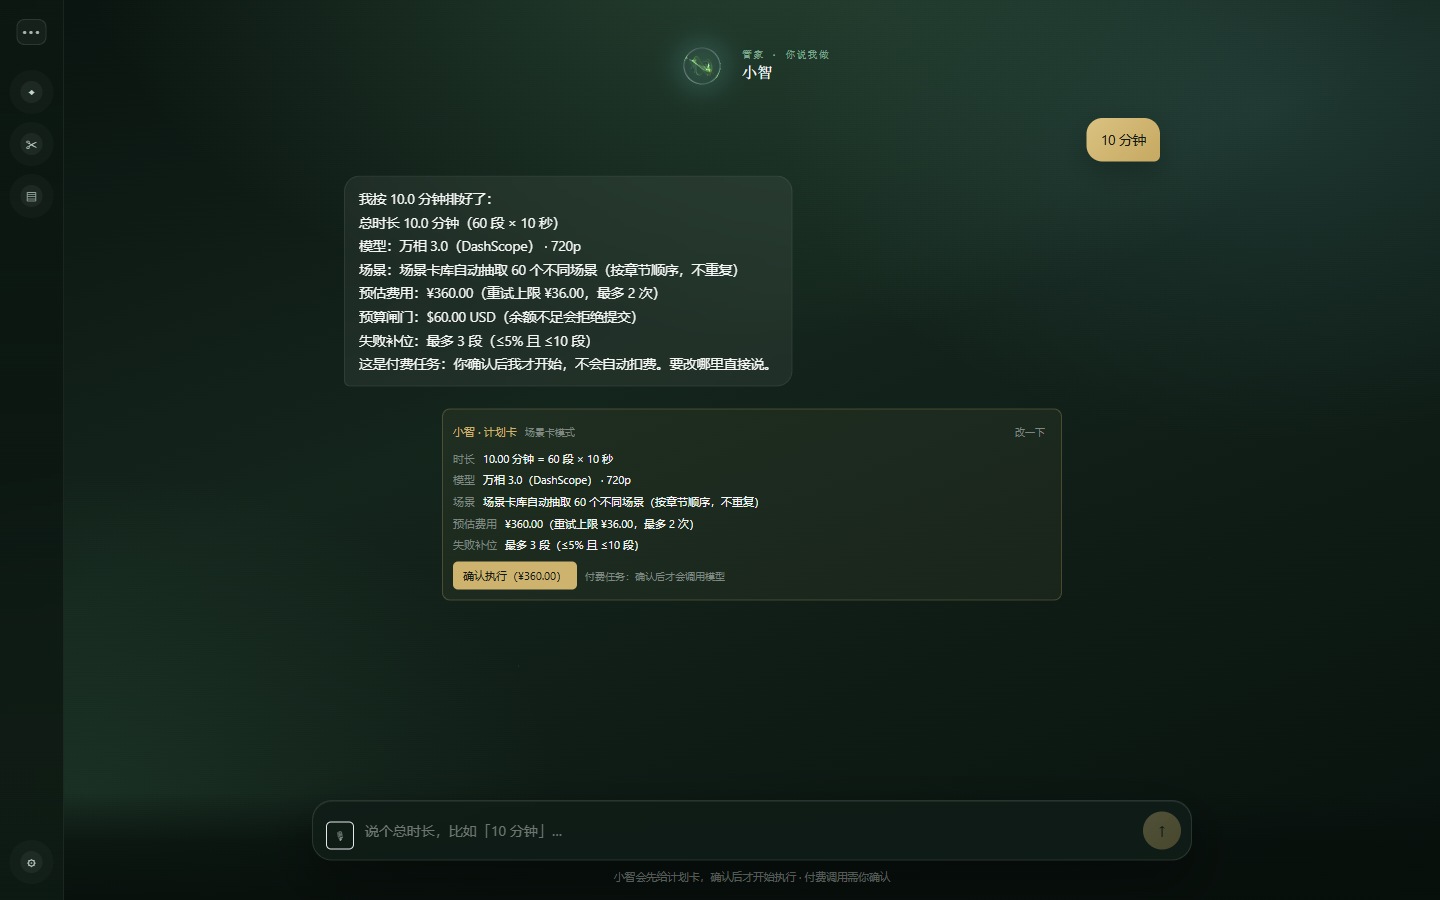 管家 · 你说我做
小智
10 分钟
我按 10.0 分钟排好了：
总时长 10.0 分钟（60 段 × 10 秒）
模型：万相 3.0（DashScope） · 720p
场景：场景卡库自动抽取 60 个不同场景（按章节顺序，不重复）
预估费用：¥360.00（重试上限 ¥36.00，最多 2 次）
预算闸门：$60.00 USD（余额不足会拒绝提交）
失败补位：最多 3 段（≤5% 且 ≤10 段）
这是付费任务：你确认后我才开始，不会自动扣费。要改哪里直接说。
小智 · 计划卡 场景卡模式 改一下
时长 10.00 分钟 = 60 段 × 10 秒
模型 万相 3.0（DashScope） · 720p
场景 场景卡库自动抽取 60 个不同场景（按章节顺序，不重复）
预估费用 ¥360.00（重试上限 ¥36.00，最多 2 次）
失败补位 最多 3 段（≤5% 且 ≤10 段）
确认执行（¥360.00） 付费任务：确认后才会调用模型
说个总时长，比如「10 分钟」...
小智会先给计划卡，确认后才开始执行 · 付费调用需你确认